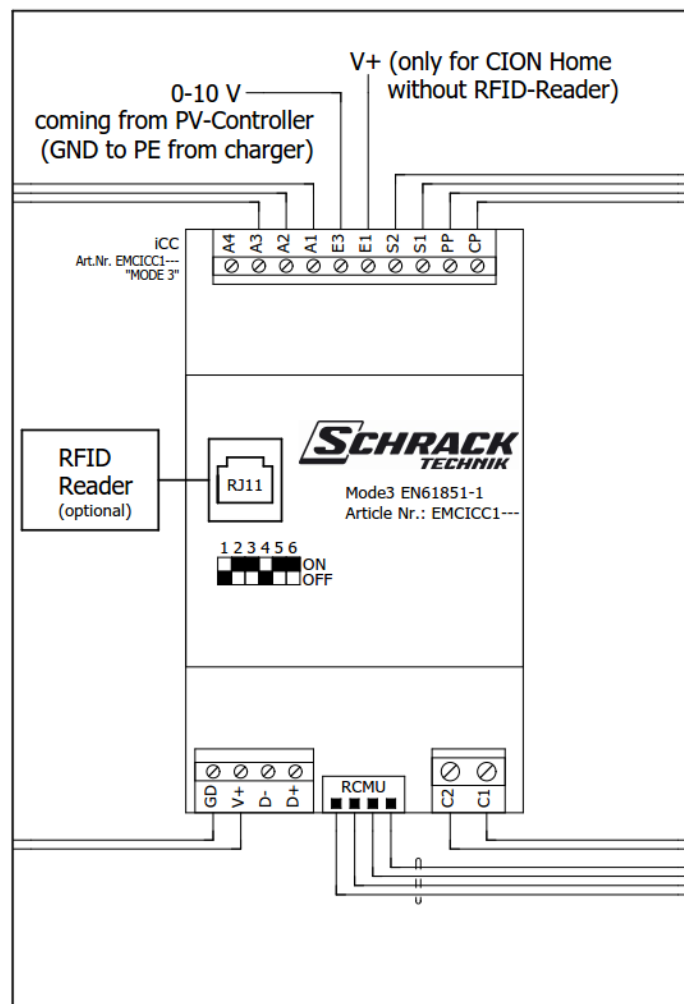 V+ (only for CION Home
without RFID-Reader)
0-10 V
coming from PV-Controller
(GND to PE from charger)
iCC
Art.Nr. EMCICC1---
"MODE 3"
A4 A3 A2 A1 E3 E1 S2 S1 PP CP
SCHRACK
TECHNIK
RFID
Reader
(optional)
RJ11
Mode3 EN61851-1
Article Nr.: EMCICC1---
1 2 3 4 5 6
ON
OFF
GD V+ D- D+
RCMU
C2 C1